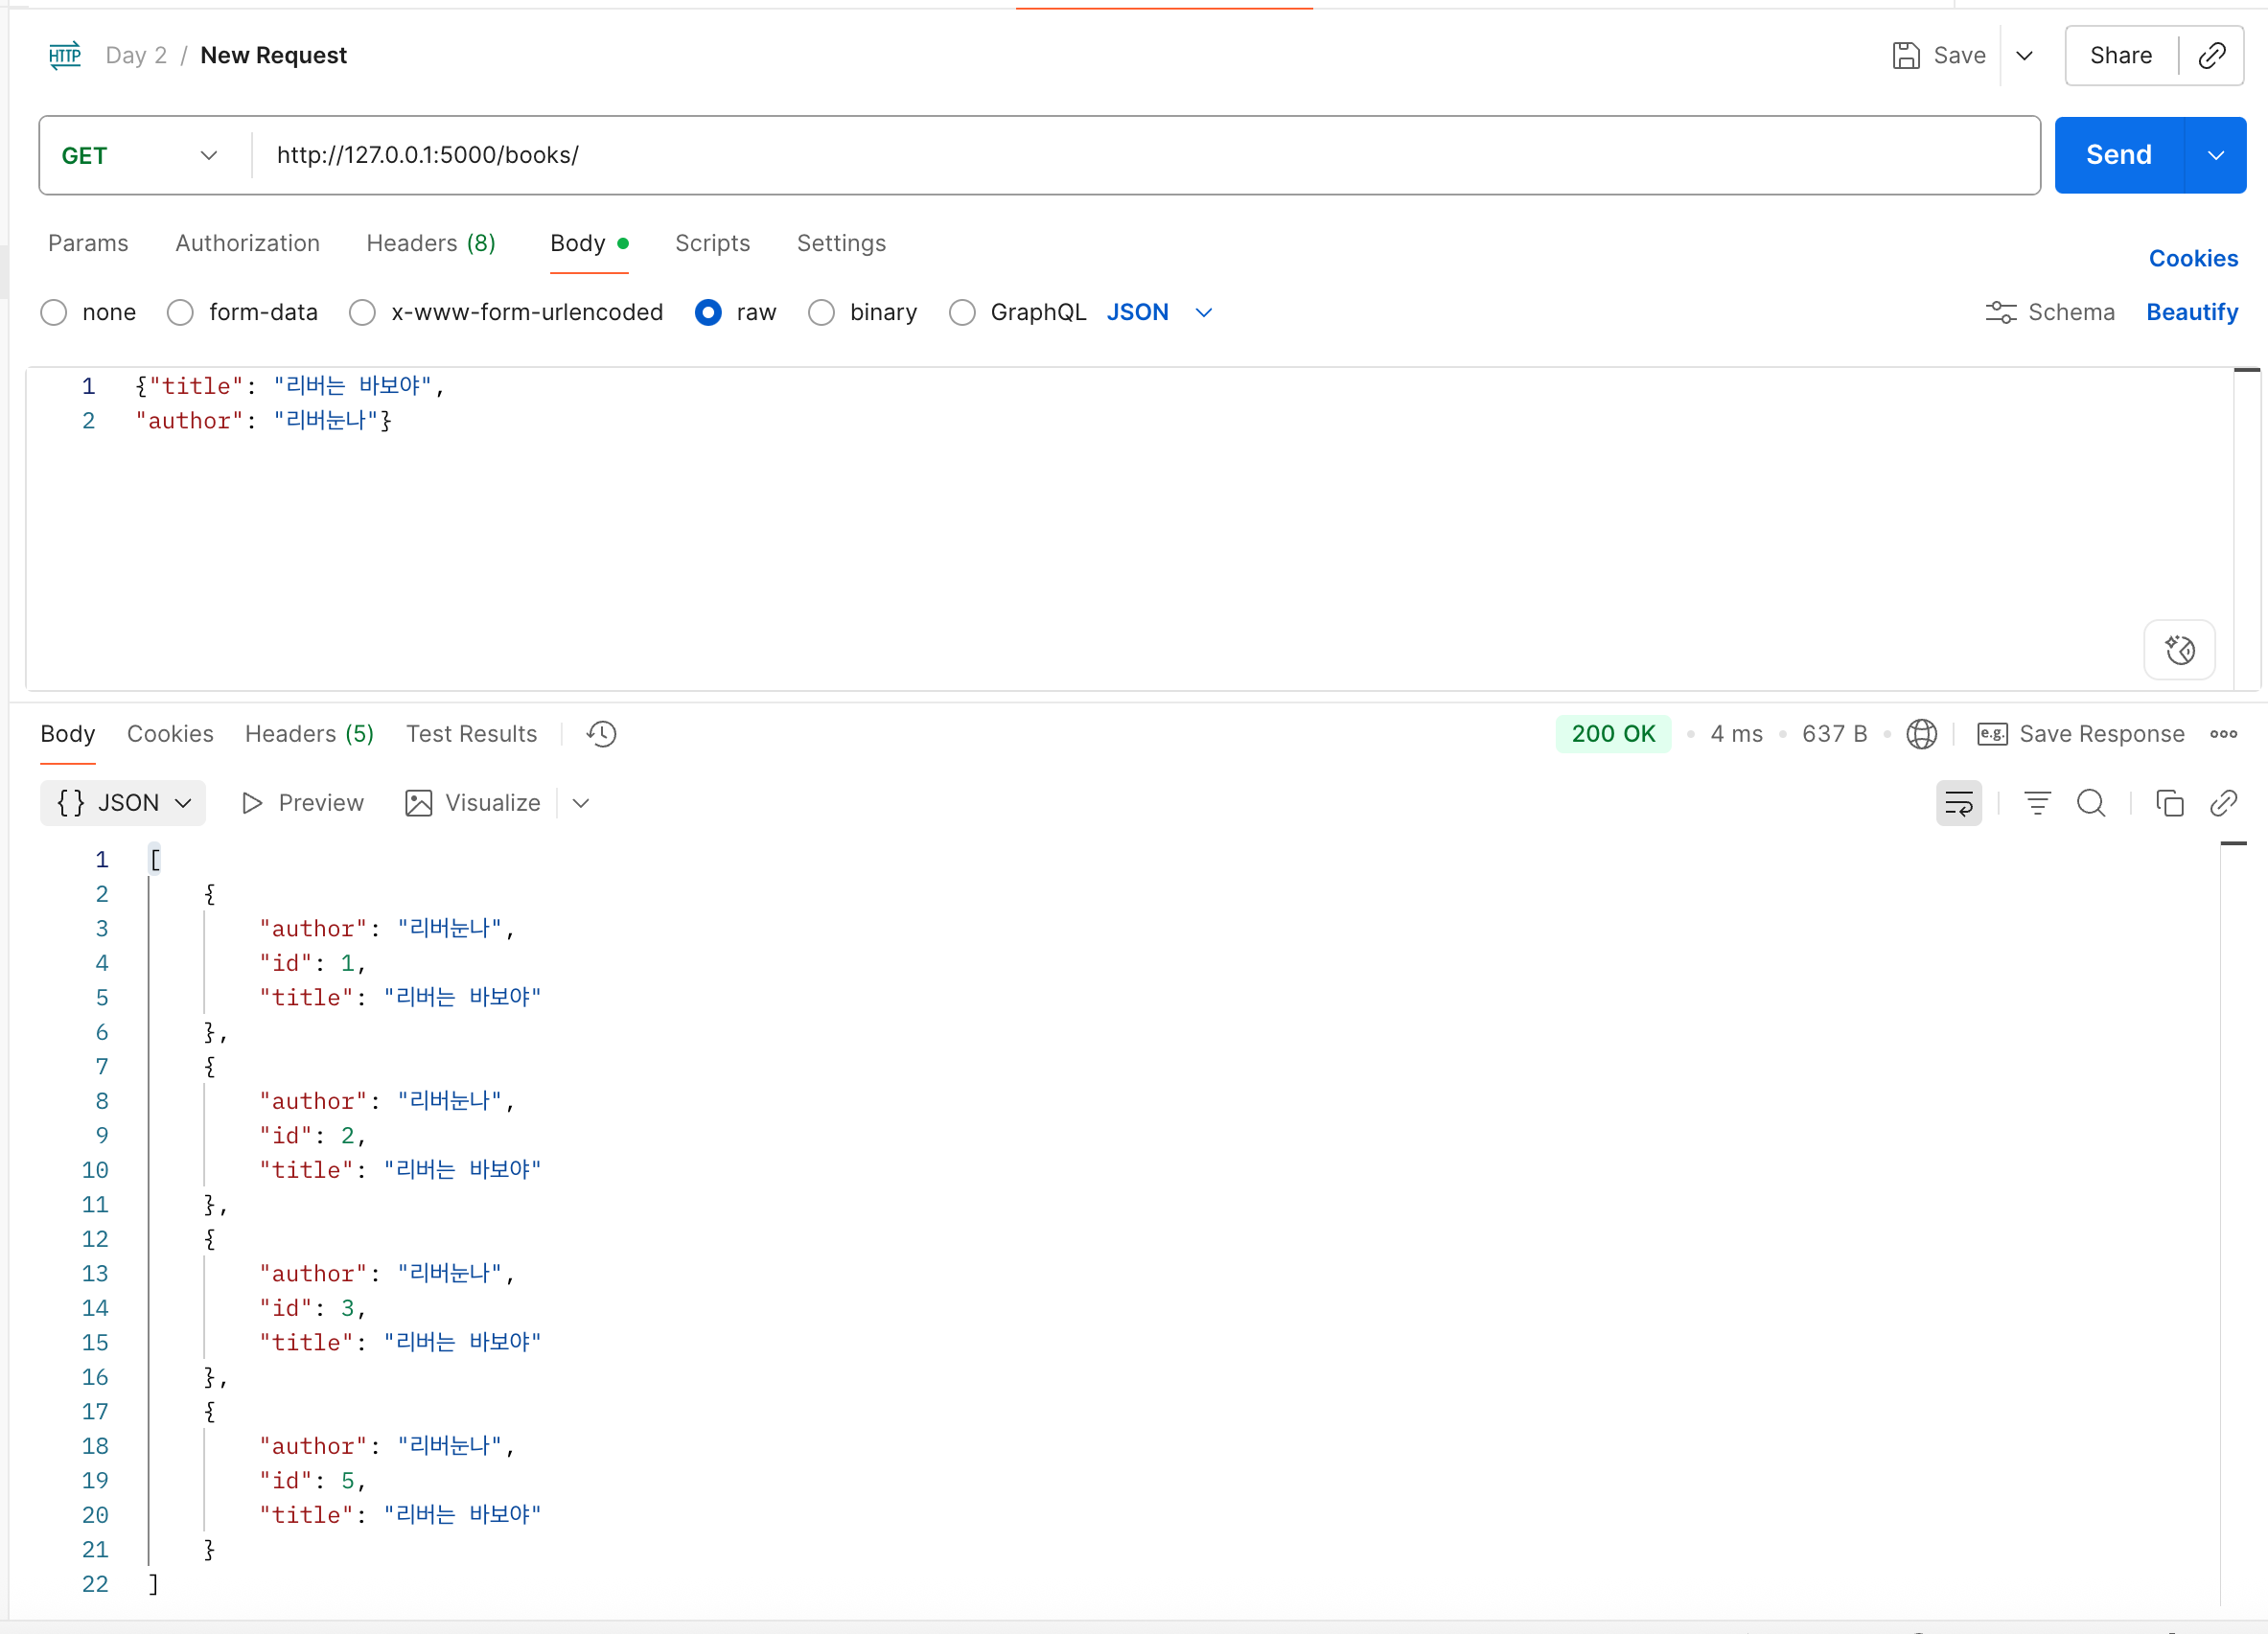 HTTP Day 2 / New Request Save Share
GET http://127.0.0.1:5000/books/ Send
Params Authorization Headers (8) Body Scripts Settings Cookies
none form-data x-www-form-urlencoded raw binary GraphQL JSON Schema Beautify
1 {"title": "리버는 바보야",
2 "author": "리버눈나"}
Body Cookies Headers (5) Test Results 200 OK • 4 ms • 637 B • e.g. Save Response
{} JSON Preview Visualize
1 [
2 {
3 "author": "리버눈나",
4 "id": 1,
5 "title": "리버는 바보야"
6 },
7 {
8 "author": "리버눈나",
9 "id": 2,
10 "title": "리버는 바보야"
11 },
12 {
13 "author": "리버눈나",
14 "id": 3,
15 "title": "리버는 바보야"
16 },
17 {
18 "author": "리버눈나",
19 "id": 5,
20 "title": "리버는 바보야"
21 }
22 ]